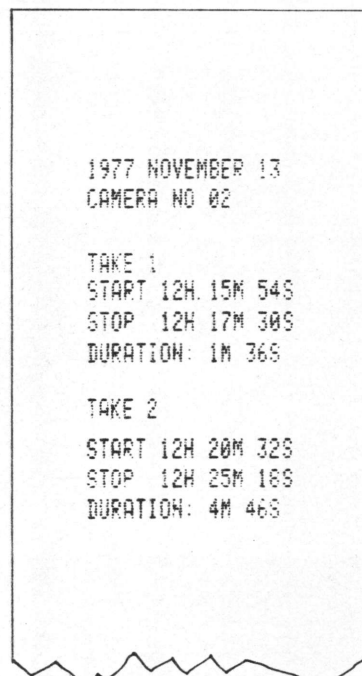 1977 NOVEMBER 13
CAMERA NO 02
TAKE 1
START 12H 15M 54S
STOP 12H 17M 30S
DURATION: 1M 36S
TAKE 2
START 12H 20M 32S
STOP 12H 25M 18S
DURATION: 4M 46S